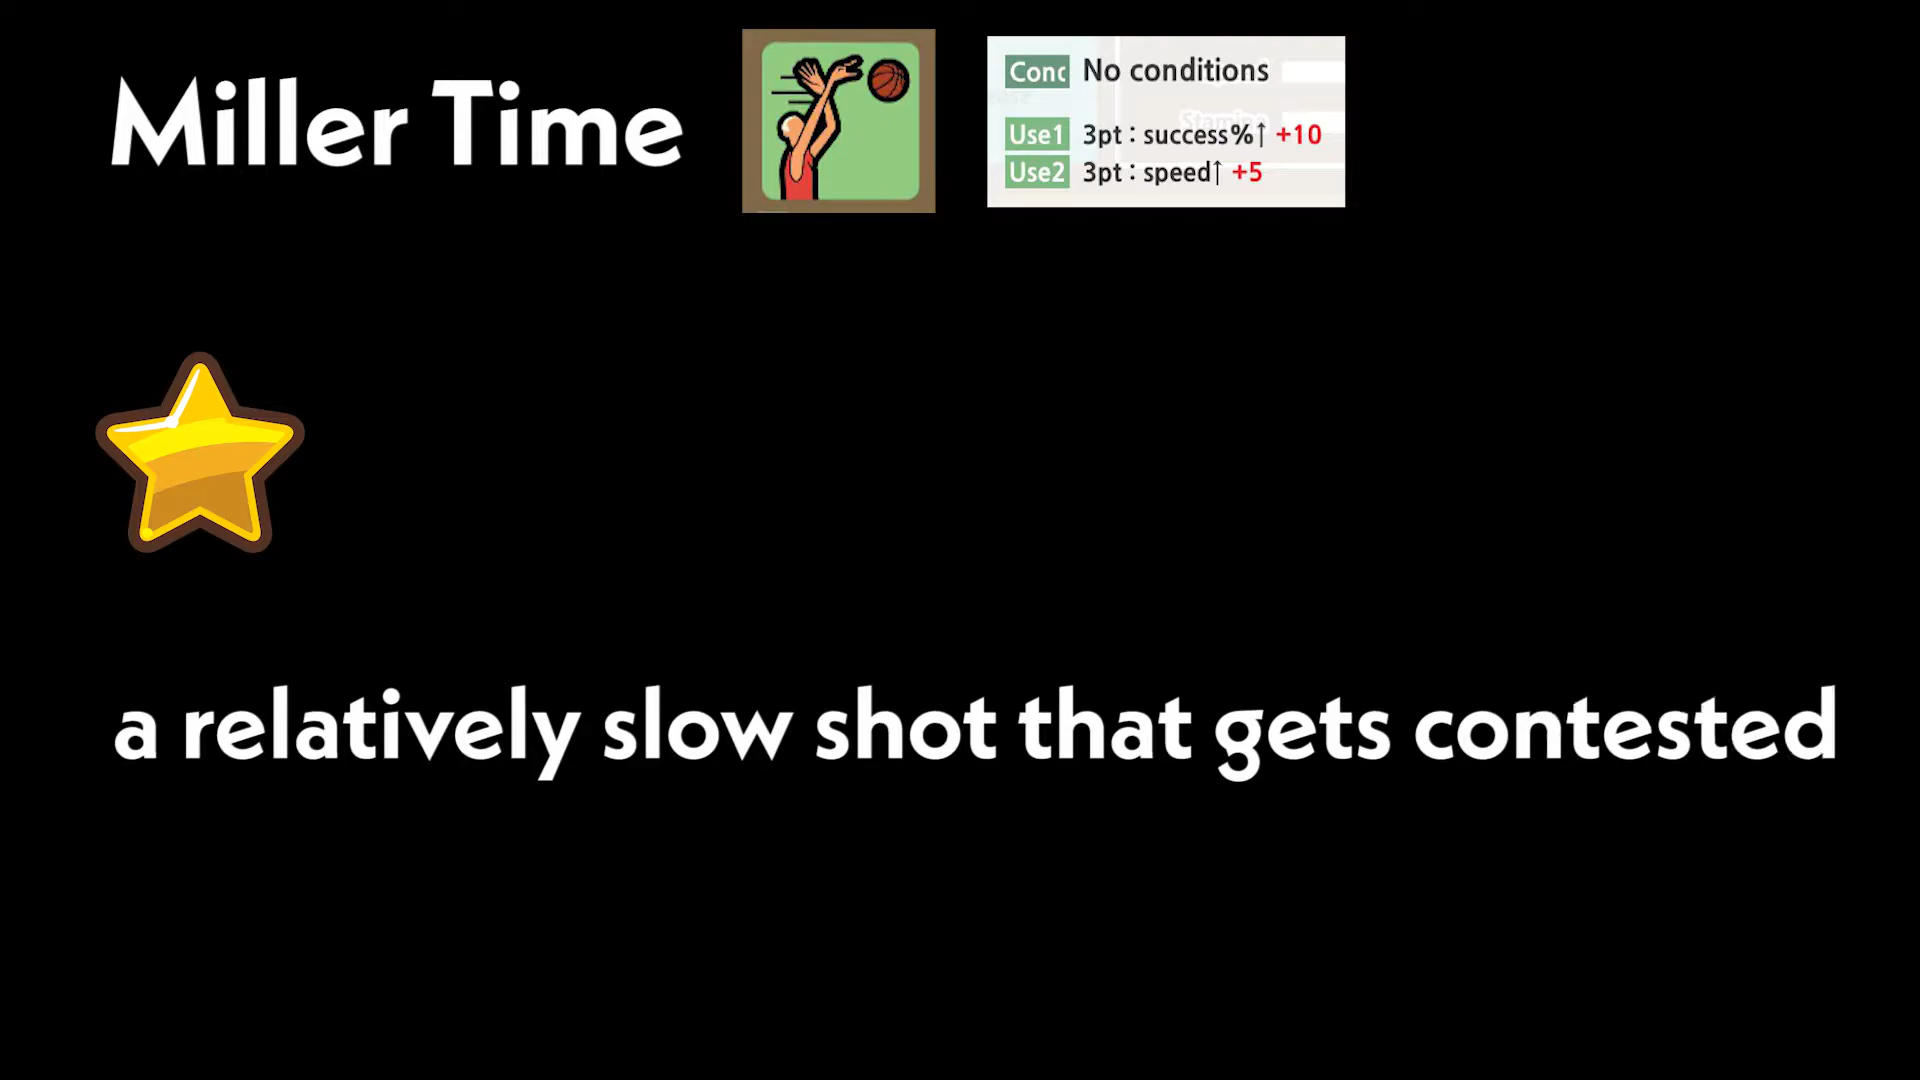 Miller Time
Conc No conditions
Stamina
Use1 3pt : success%↑ +10
Use2 3pt : speed↑ +5
a relatively slow shot that gets contested